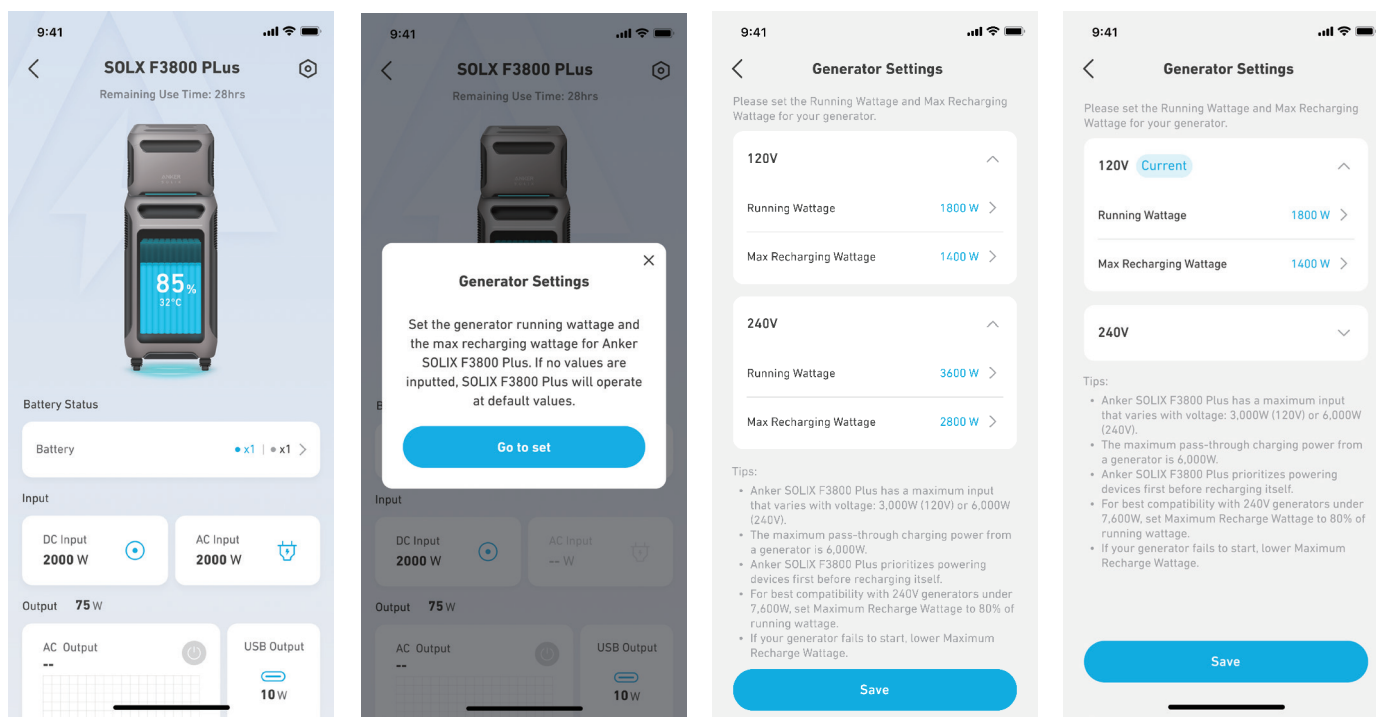 9:41
SOLX F3800 PLus
Remaining Use Time: 28hrs
85%
32°C
Battery Status
Battery
x1 | x1
Input
DC Input
2000 W
AC Input
2000 W
Output 75 W
AC Output
--
USB Output
10 W
9:41
SOLX F3800 PLus
Remaining Use Time: 28hrs
Generator Settings
Set the generator running wattage and
the max recharging wattage for Anker
SOLIX F3800 Plus. If no values are
inputted, SOLIX F3800 Plus will operate
at default values.
Go to set
B
Input
DC Input
2000 W
AC Input
-- W
Output 75 W
AC Output
--
USB Output
10 W
9:41
Generator Settings
Please set the Running Wattage and Max Recharging
Wattage for your generator.
120V
Running Wattage 1800 W
Max Recharging Wattage 1400 W
240V
Running Wattage 3600 W
Max Recharging Wattage 2800 W
Tips:
• Anker SOLIX F3800 Plus has a maximum input
that varies with voltage: 3,000W (120V) or 6,000W
(240V).
• The maximum pass-through charging power from
a generator is 6,000W.
• Anker SOLIX F3800 Plus prioritizes powering
devices first before recharging itself.
• For best compatibility with 240V generators under
7,600W, set Maximum Recharge Wattage to 80% of
running wattage.
• If your generator fails to start, lower Maximum
Recharge Wattage.
Save
9:41
Generator Settings
Please set the Running Wattage and Max Recharging
Wattage for your generator.
120V Current
Running Wattage 1800 W
Max Recharging Wattage 1400 W
240V
Tips:
• Anker SOLIX F3800 Plus has a maximum input
that varies with voltage: 3,000W (120V) or 6,000W
(240V).
• The maximum pass-through charging power from
a generator is 6,000W.
• Anker SOLIX F3800 Plus prioritizes powering
devices first before recharging itself.
• For best compatibility with 240V generators under
7,600W, set Maximum Recharge Wattage to 80% of
running wattage.
• If your generator fails to start, lower Maximum
Recharge Wattage.
Save